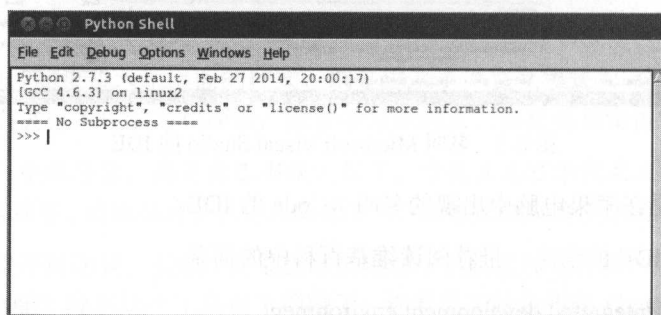 Python Shell
File Edit Debug Options Windows Help
Python 2.7.3 (default, Feb 27 2014, 20:00:17)
[GCC 4.6.3] on linux2
Type "copyright", "credits" or "license()" for more information.
==== No Subprocess ====
>>>